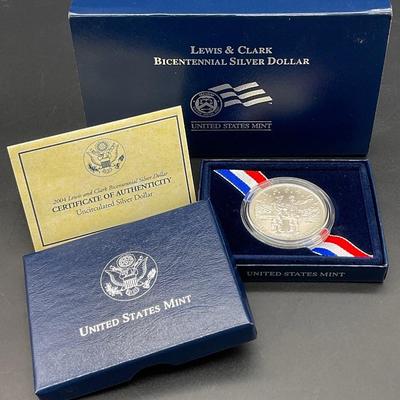 LEWIS & CLARK
BICENTENNIAL SILVER DOLLAR
UNITED STATES MINT
2004 Lewis and Clark Bicentennial Silver Dollar
CERTIFICATE OF AUTHENTICITY
Uncirculated Silver Dollar
UNITED STATES MINT
UNITED STATES MINT